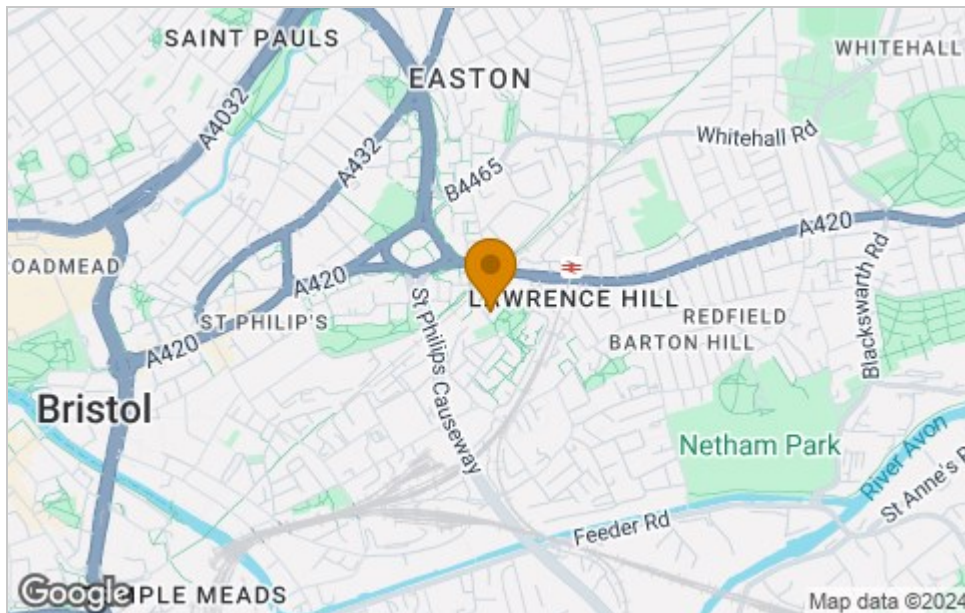 SAINT PAULS
WHITEHALL
EASTON
A4032
Whitehall Rd
A432
B4465
A420
ROADMEAD
A420
LAWRENCE HILL
ST PHILIP'S
REDFIELD
BARTON HILL
Blackswarth Rd
A420
St Philips Causeway
Bristol
Netham Park
River Avon
St Anne's R
Feeder Rd
Google
MPLE MEADS
Map data ©2024